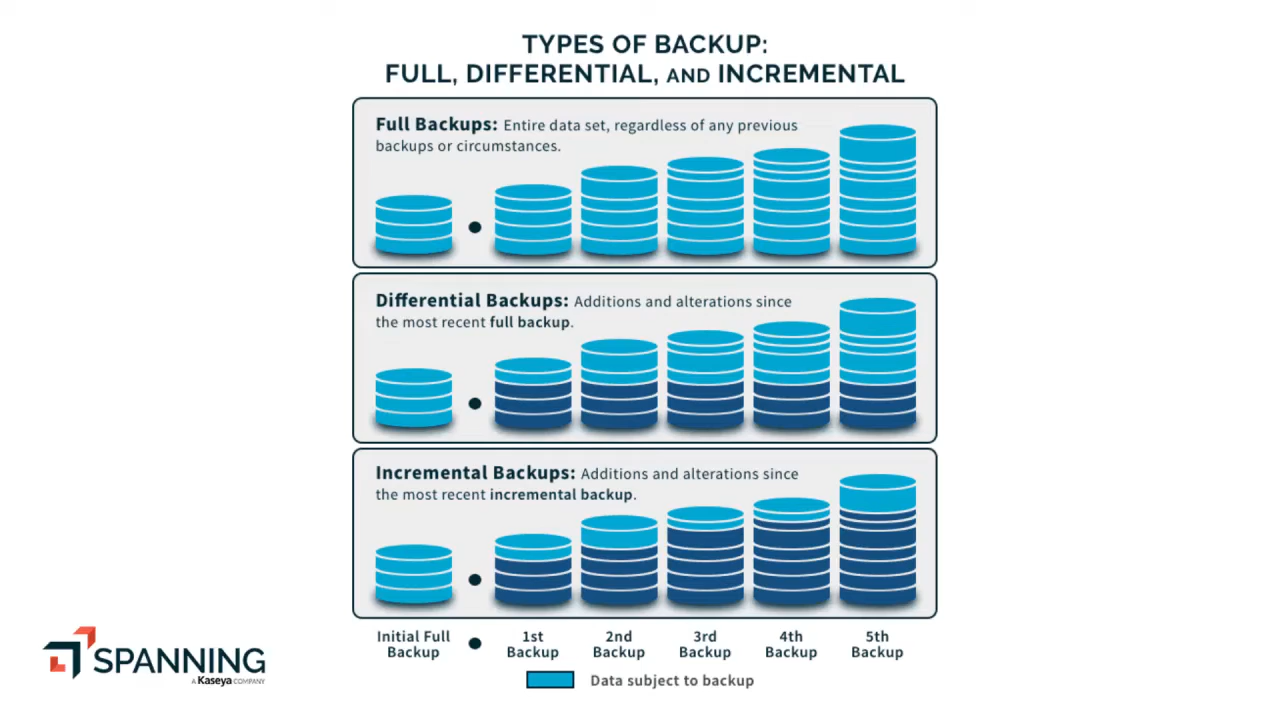 TYPES OF BACKUP:
FULL, DIFFERENTIAL, AND INCREMENTAL
Full Backups: Entire data set, regardless of any previous
backups or circumstances.
Differential Backups: Additions and alterations since
the most recent full backup.
Incremental Backups: Additions and alterations since
the most recent incremental backup.
Initial Full
Backup
1st
Backup
2nd
Backup
3rd
Backup
4th
Backup
5th
Backup
Data subject to backup
SPANNING
A Kaseya COMPANY